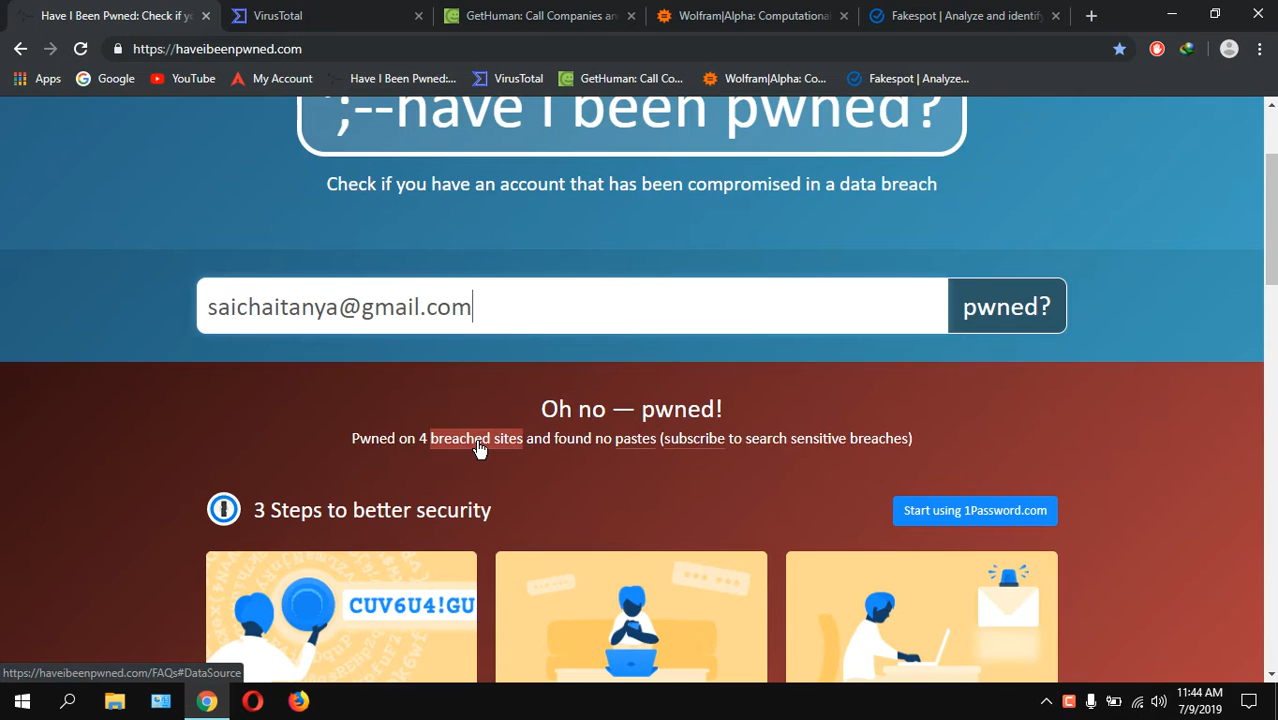 Have I Been Pwned: Check if yo
VirusTotal
GetHuman: Call Companies an
Wolfram|Alpha: Computational
Fakespot | Analyze and identify
https://haveibeenpwned.com
Apps
Google
YouTube
My Account
Have I Been Pwned:...
VirusTotal
GetHuman: Call Co...
Wolfram|Alpha: Co...
Fakespot | Analyze...
';--have i been pwned?
Check if you have an account that has been compromised in a data breach
saichaitanya@gmail.com
pwned?
Oh no — pwned!
Pwned on 4 breached sites and found no pastes (subscribe to search sensitive breaches)
3 Steps to better security
Start using 1Password.com
CUV6U4!GU
https://haveibeenpwned.com/FAQs#DataSource
11:44 AM
7/9/2019